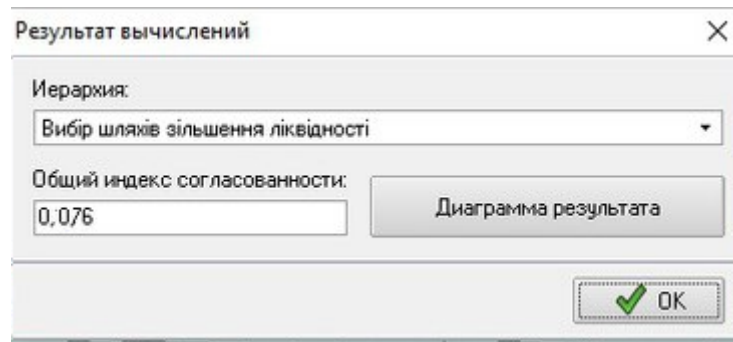 Результат вычислений
Иерархия:
Вибір шляхів зільшення ліквідності
Общий индекс согласованности:
0,076
Диаграмма результата
OK